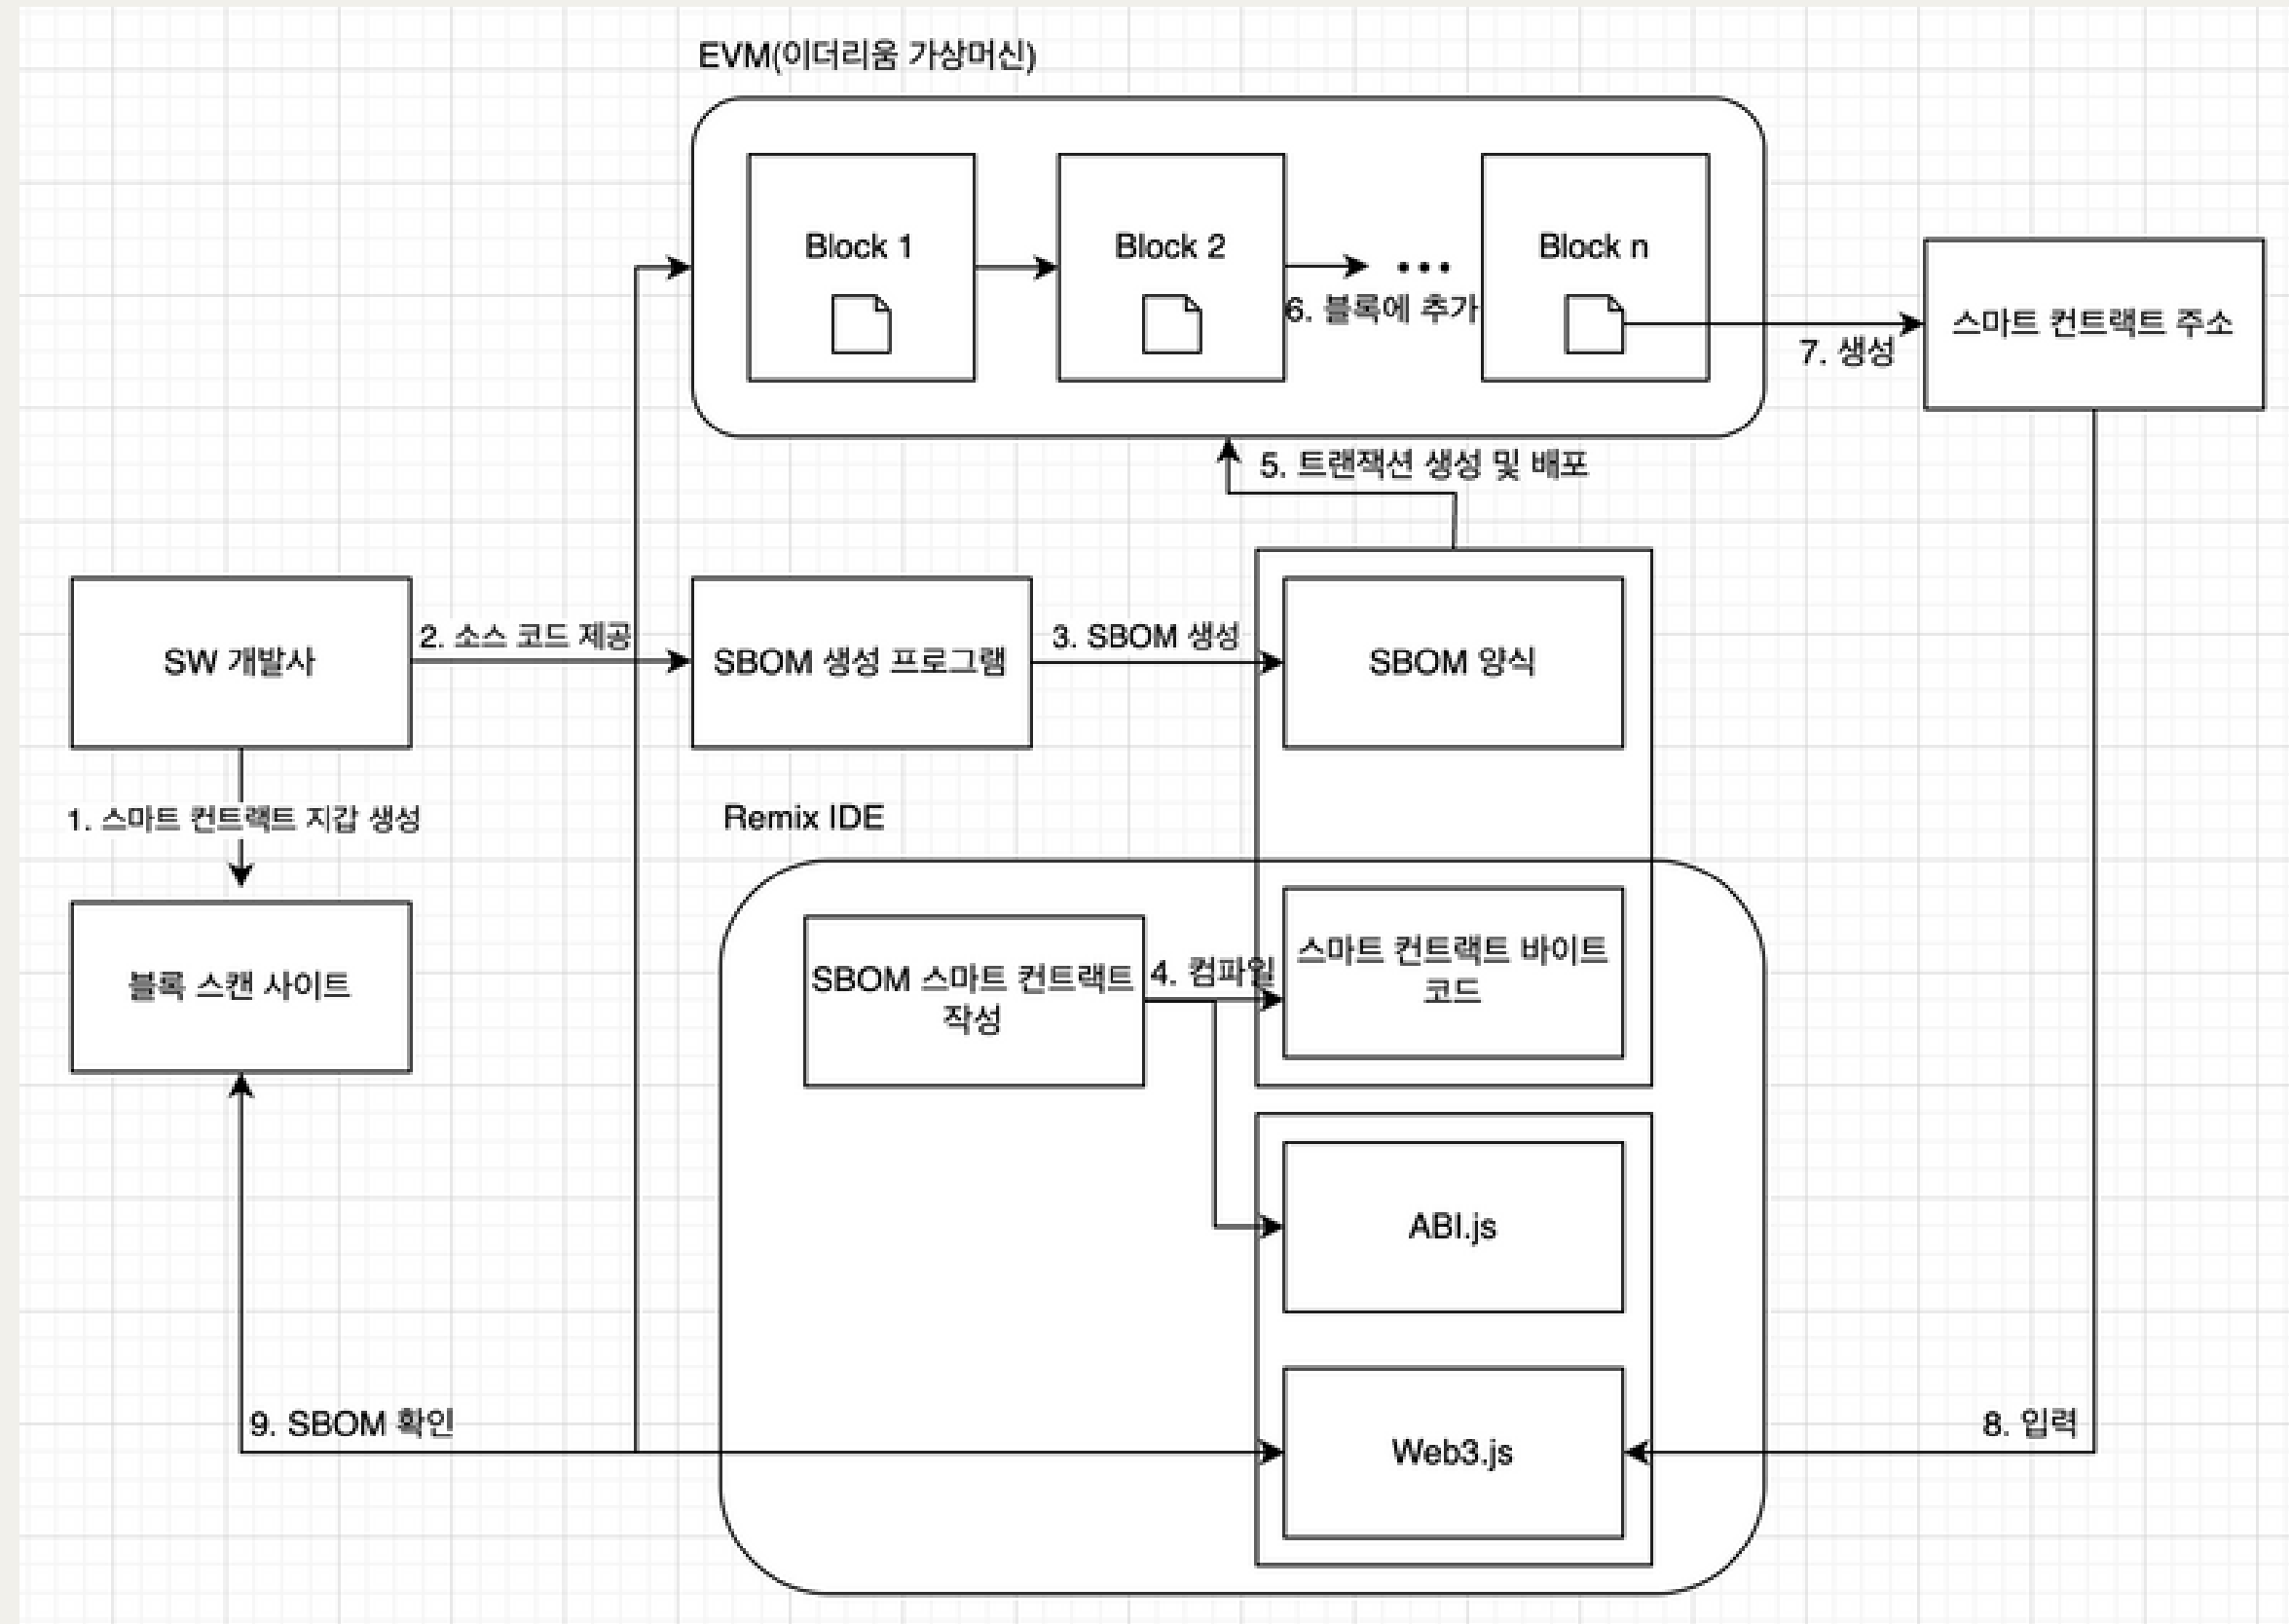 EVM(이더리움 가상머신)
Block 1
Block 2
Block n
6. 블록에 추가
7. 생성
스마트 컨트랙트 주소
5. 트랜잭션 생성 및 배포
SW 개발사
2. 소스 코드 제공
SBOM 생성 프로그램
3. SBOM 생성
SBOM 양식
1. 스마트 컨트랙트 지갑 생성
Remix IDE
블록 스캔 사이트
SBOM 스마트 컨트랙트
작성
4. 컴파일
스마트 컨트랙트 바이트
코드
ABI.js
9. SBOM 확인
Web3.js
8. 입력